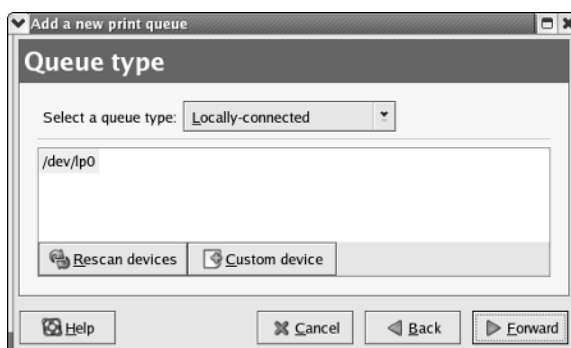 Add a new print queue
Queue type
Select a queue type: Locally-connected
/dev/lp0
Rescan devices Custom device
Help Cancel Back Forward